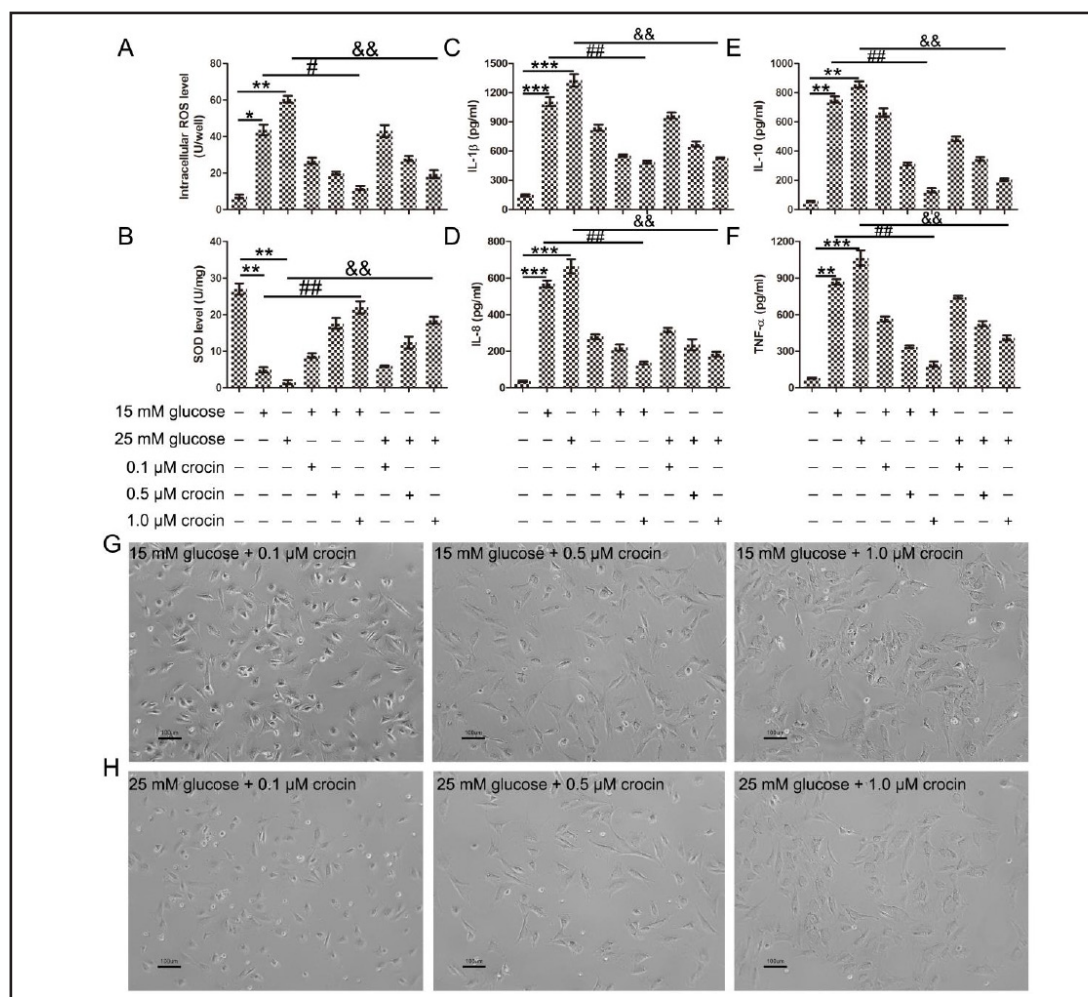 A
&&
#
**
*
Intracellular ROS level
(U/well)
80
60
40
20
0
C
&&
##
***
***
IL-1β (pg/ml)
1500
1200
900
600
300
0
E
&&
##
**
**
IL-10 (pg/ml)
1000
800
600
400
200
0
B
**
**
&&
##
SOD level (U/mg)
40
30
20
10
0
D
&&
##
***
***
IL-8 (pg/ml)
800
600
400
200
0
F
&&
##
***
**
TNF-α (pg/ml)
1200
900
600
300
0
15 mM glucose − + − + + + − − − − + − + + + − − − − + − + + + − − −
25 mM glucose − − + − − − + + + − − + − − − + + + − − + − − − + + +
0.1 µM crocin − − − + − − + − − − − − + − − + − − − − − + − − + − −
0.5 µM crocin − − − − + − − + − − − − − + − − + − − − − − + − − + −
1.0 µM crocin − − − − − + − − + − − − − − + − − + − − − − − + − − +
G
15 mM glucose + 0.1 µM crocin
15 mM glucose + 0.5 µM crocin
15 mM glucose + 1.0 µM crocin
100um
100um
100um
H
25 mM glucose + 0.1 µM crocin
25 mM glucose + 0.5 µM crocin
25 mM glucose + 1.0 µM crocin
100um
100um
100um